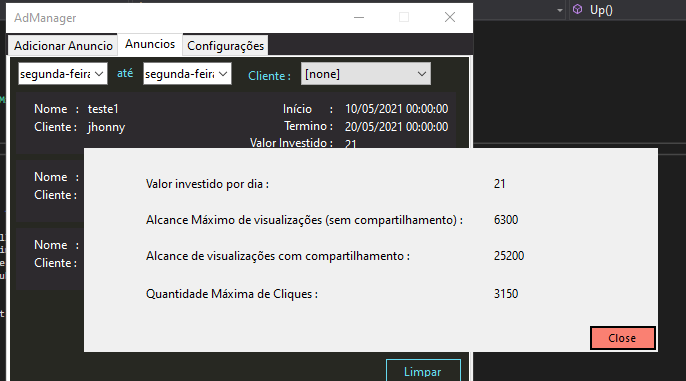 Up()
AdManager
Adicionar Anuncio Anuncios Configurações
segunda-feira até segunda-feira Cliente : [none]
Nome : teste1 Início : 10/05/2021 00:00:00
Cliente : jhonny Termino : 20/05/2021 00:00:00
Valor Investido : 21
Nome :
Cliente :
Nome :
Cliente :
Valor investido por dia : 21
Alcance Máximo de visualizações (sem compartilhamento) : 6300
Alcance de visualizações com compartilhamento : 25200
Quantidade Máxima de Cliques : 3150
Close
Limpar